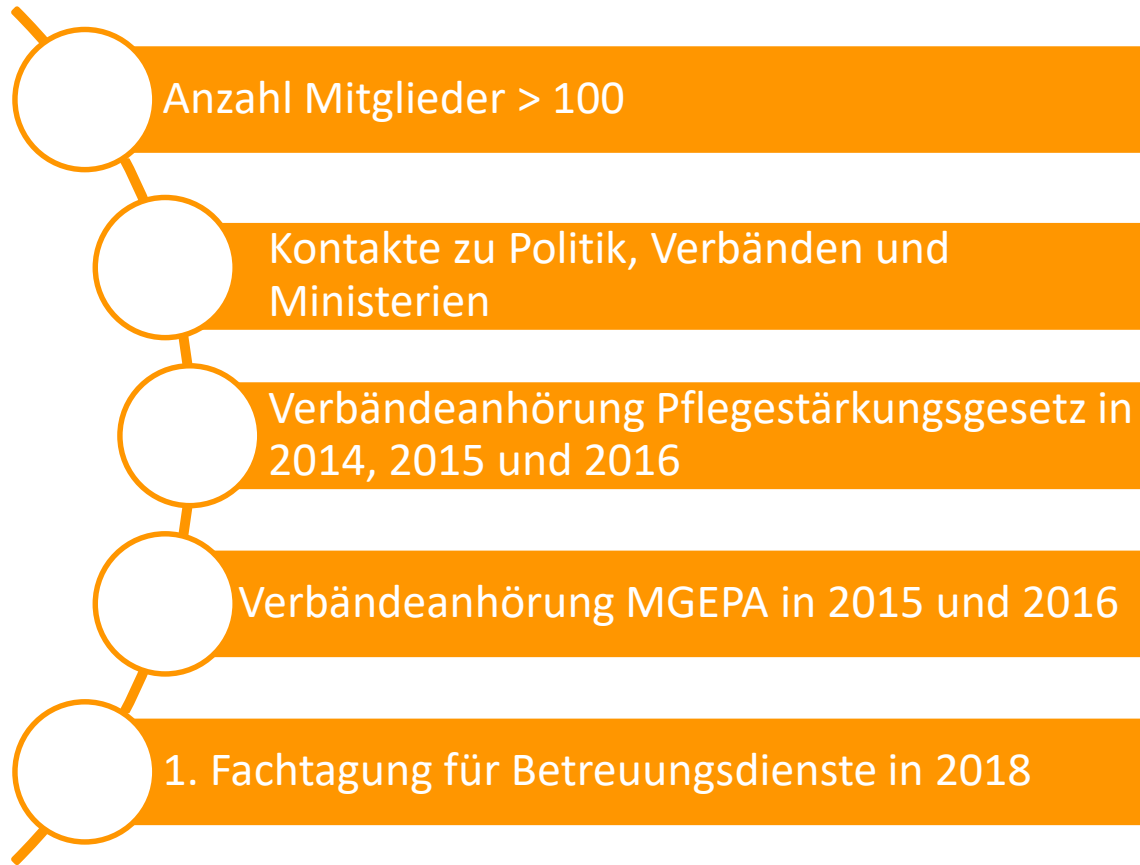 Anzahl Mitglieder > 100
Kontakte zu Politik, Verbänden und
Ministerien
Verbändeanhörung Pflegestärkungsgesetz in
2014, 2015 und 2016
Verbändeanhörung MGEPA in 2015 und 2016
1. Fachtagung für Betreuungsdienste in 2018